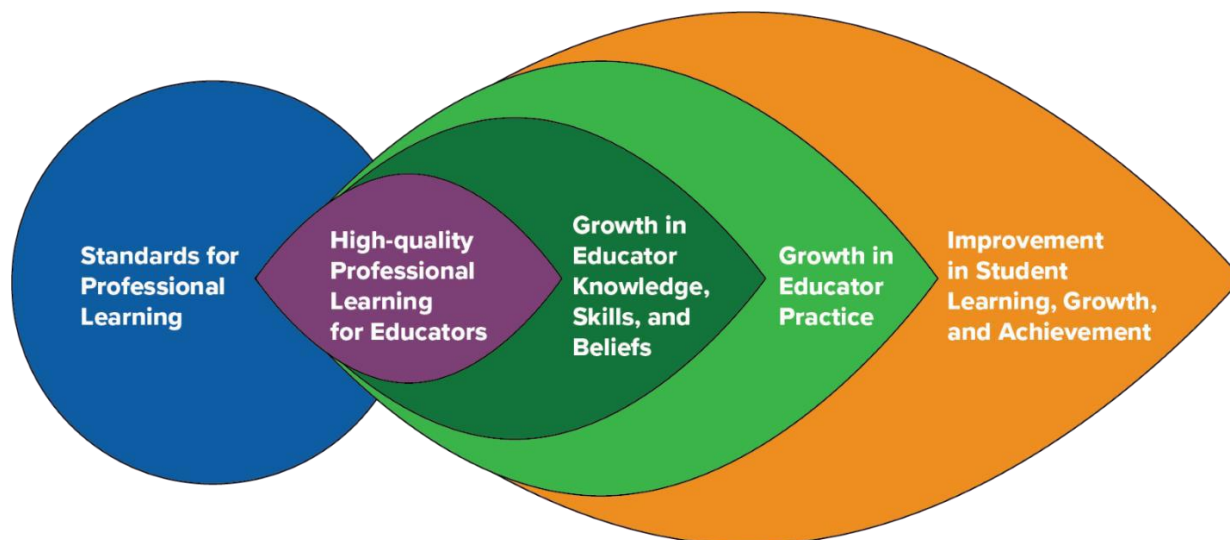 Standards for
Professional
Learning
High-quality
Professional
Learning
for Educators
Growth in
Educator
Knowledge,
Skills, and
Beliefs
Growth in
Educator
Practice
Improvement
in Student
Learning, Growth,
and Achievement